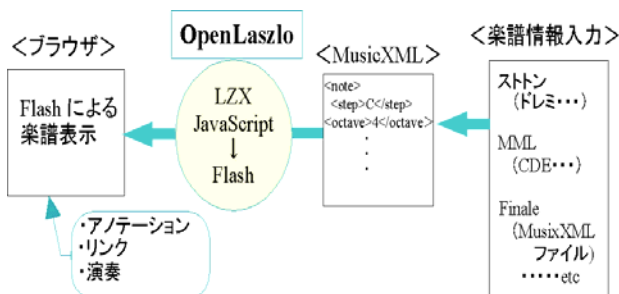 <ブラウザ>
Flash による
楽譜表示
・アノテーション
・リンク
・演奏
OpenLaszlo
LZX
JavaScript
↓
Flash
<MusicXML>
<note>
<step>C</step>
<octave>4</octave>
・
・
・
<楽譜情報入力>
ストトン
(ドレミ・・・)
MML
(CDE・・・)
Finale
(MusixXML
ファイル)
・・・・・etc